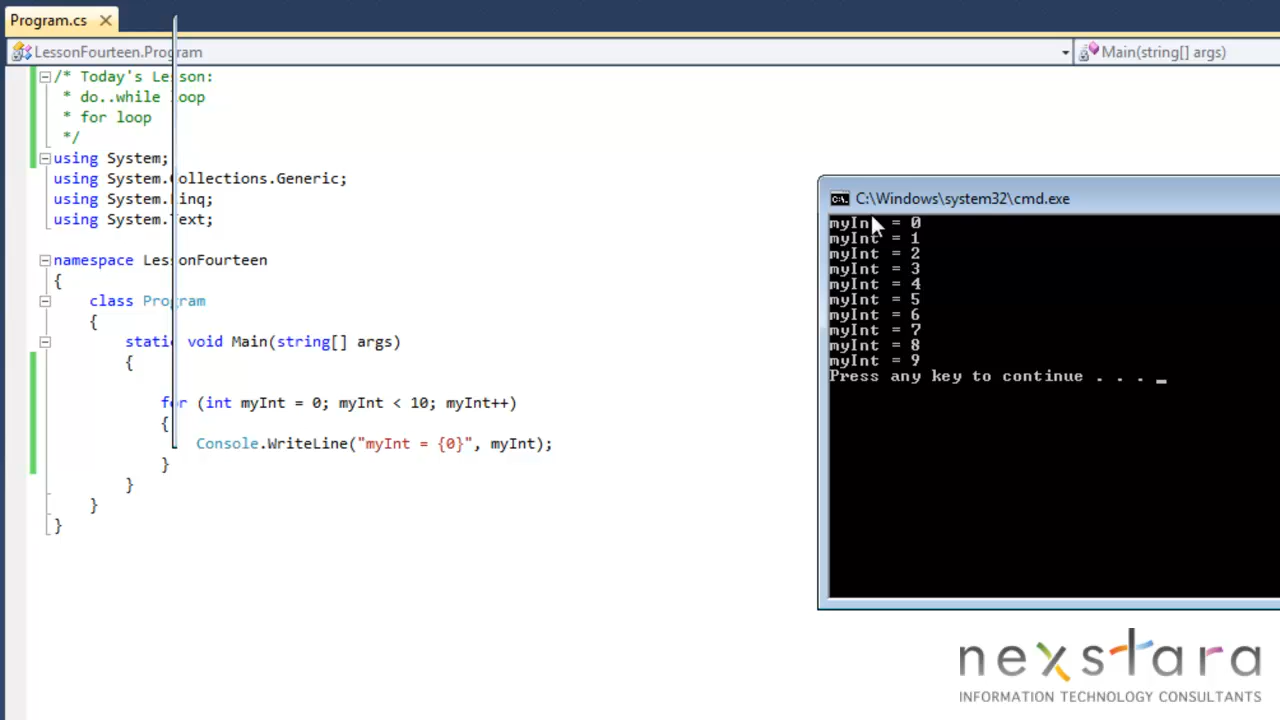 Program.cs
LessonFourteen.Program
Main(string[] args)
/* Today's Lesson:
* do..while loop
* for loop
*/
using System;
using System.Collections.Generic;
using System.Linq;
using System.Text;
namespace LessonFourteen
{
class Program
{
static void Main(string[] args)
{
for (int myInt = 0; myInt < 10; myInt++)
{
Console.WriteLine("myInt = {0}", myInt);
}
}
}
}
C:\Windows\system32\cmd.exe
myInt = 0
myInt = 1
myInt = 2
myInt = 3
myInt = 4
myInt = 5
myInt = 6
myInt = 7
myInt = 8
myInt = 9
Press any key to continue . . . _
nexstara
INFORMATION TECHNOLOGY CONSULTANTS